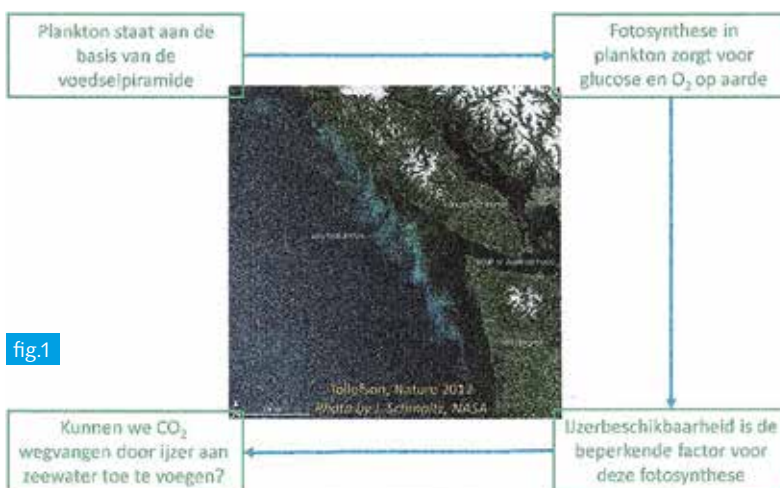 Plankton staat aan de
basis van de
voedselpiramide
Fotosynthese in
plankton zorgt voor
glucose en O₂ op aarde
fig.1
Tollefson, Nature 2012
Photo by J. Schmaltz, NASA
Kunnen we CO₂
wegvangen door ijzer aan
zeewater toe te voegen?
IJzerbeschikbaarheid is de
beperkende factor voor
deze fotosynthese